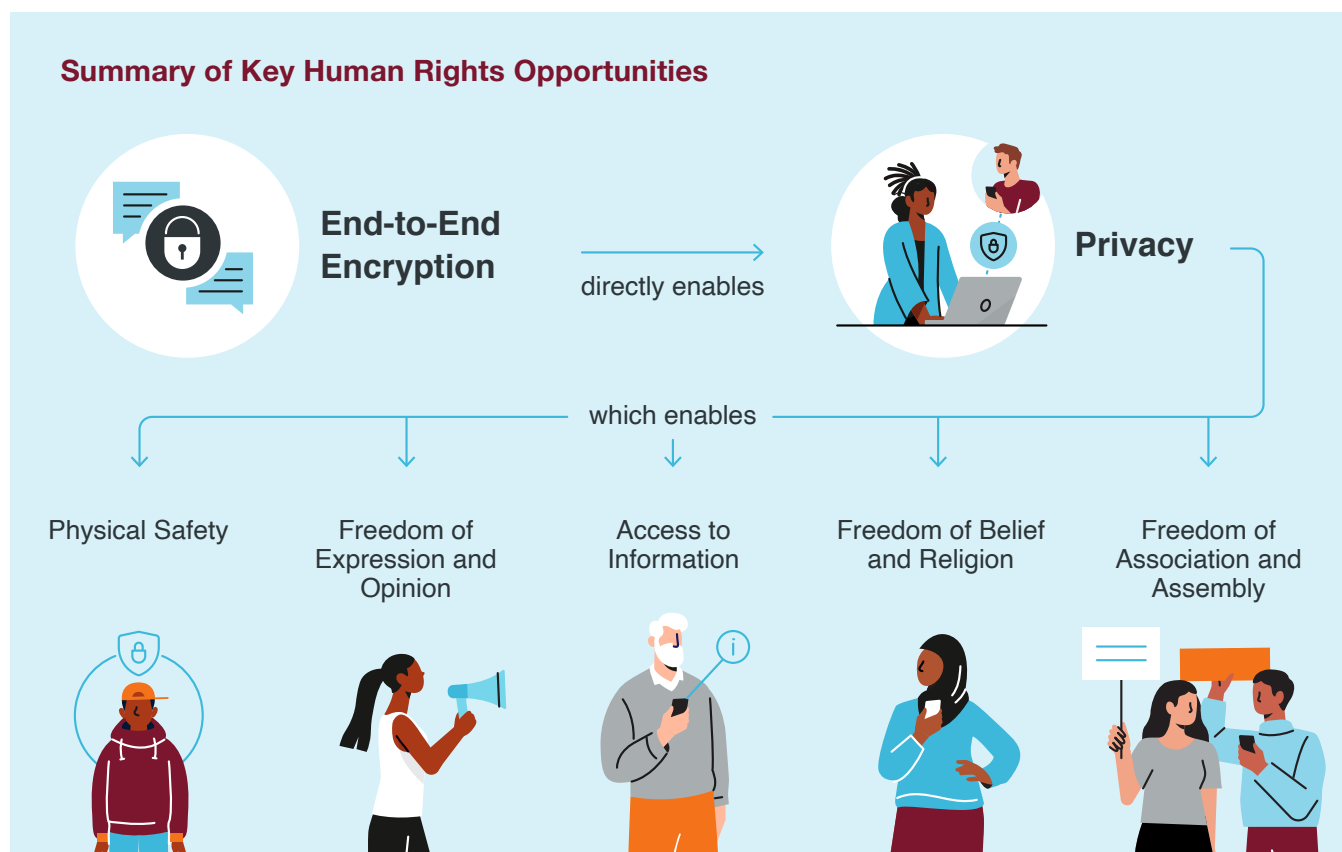 Summary of Key Human Rights Opportunities
End-to-End
Encryption
directly enables
Privacy
which enables
Physical Safety
Freedom of
Expression and
Opinion
Access to
Information
Freedom of Belief
and Religion
Freedom of
Association and
Assembly
i